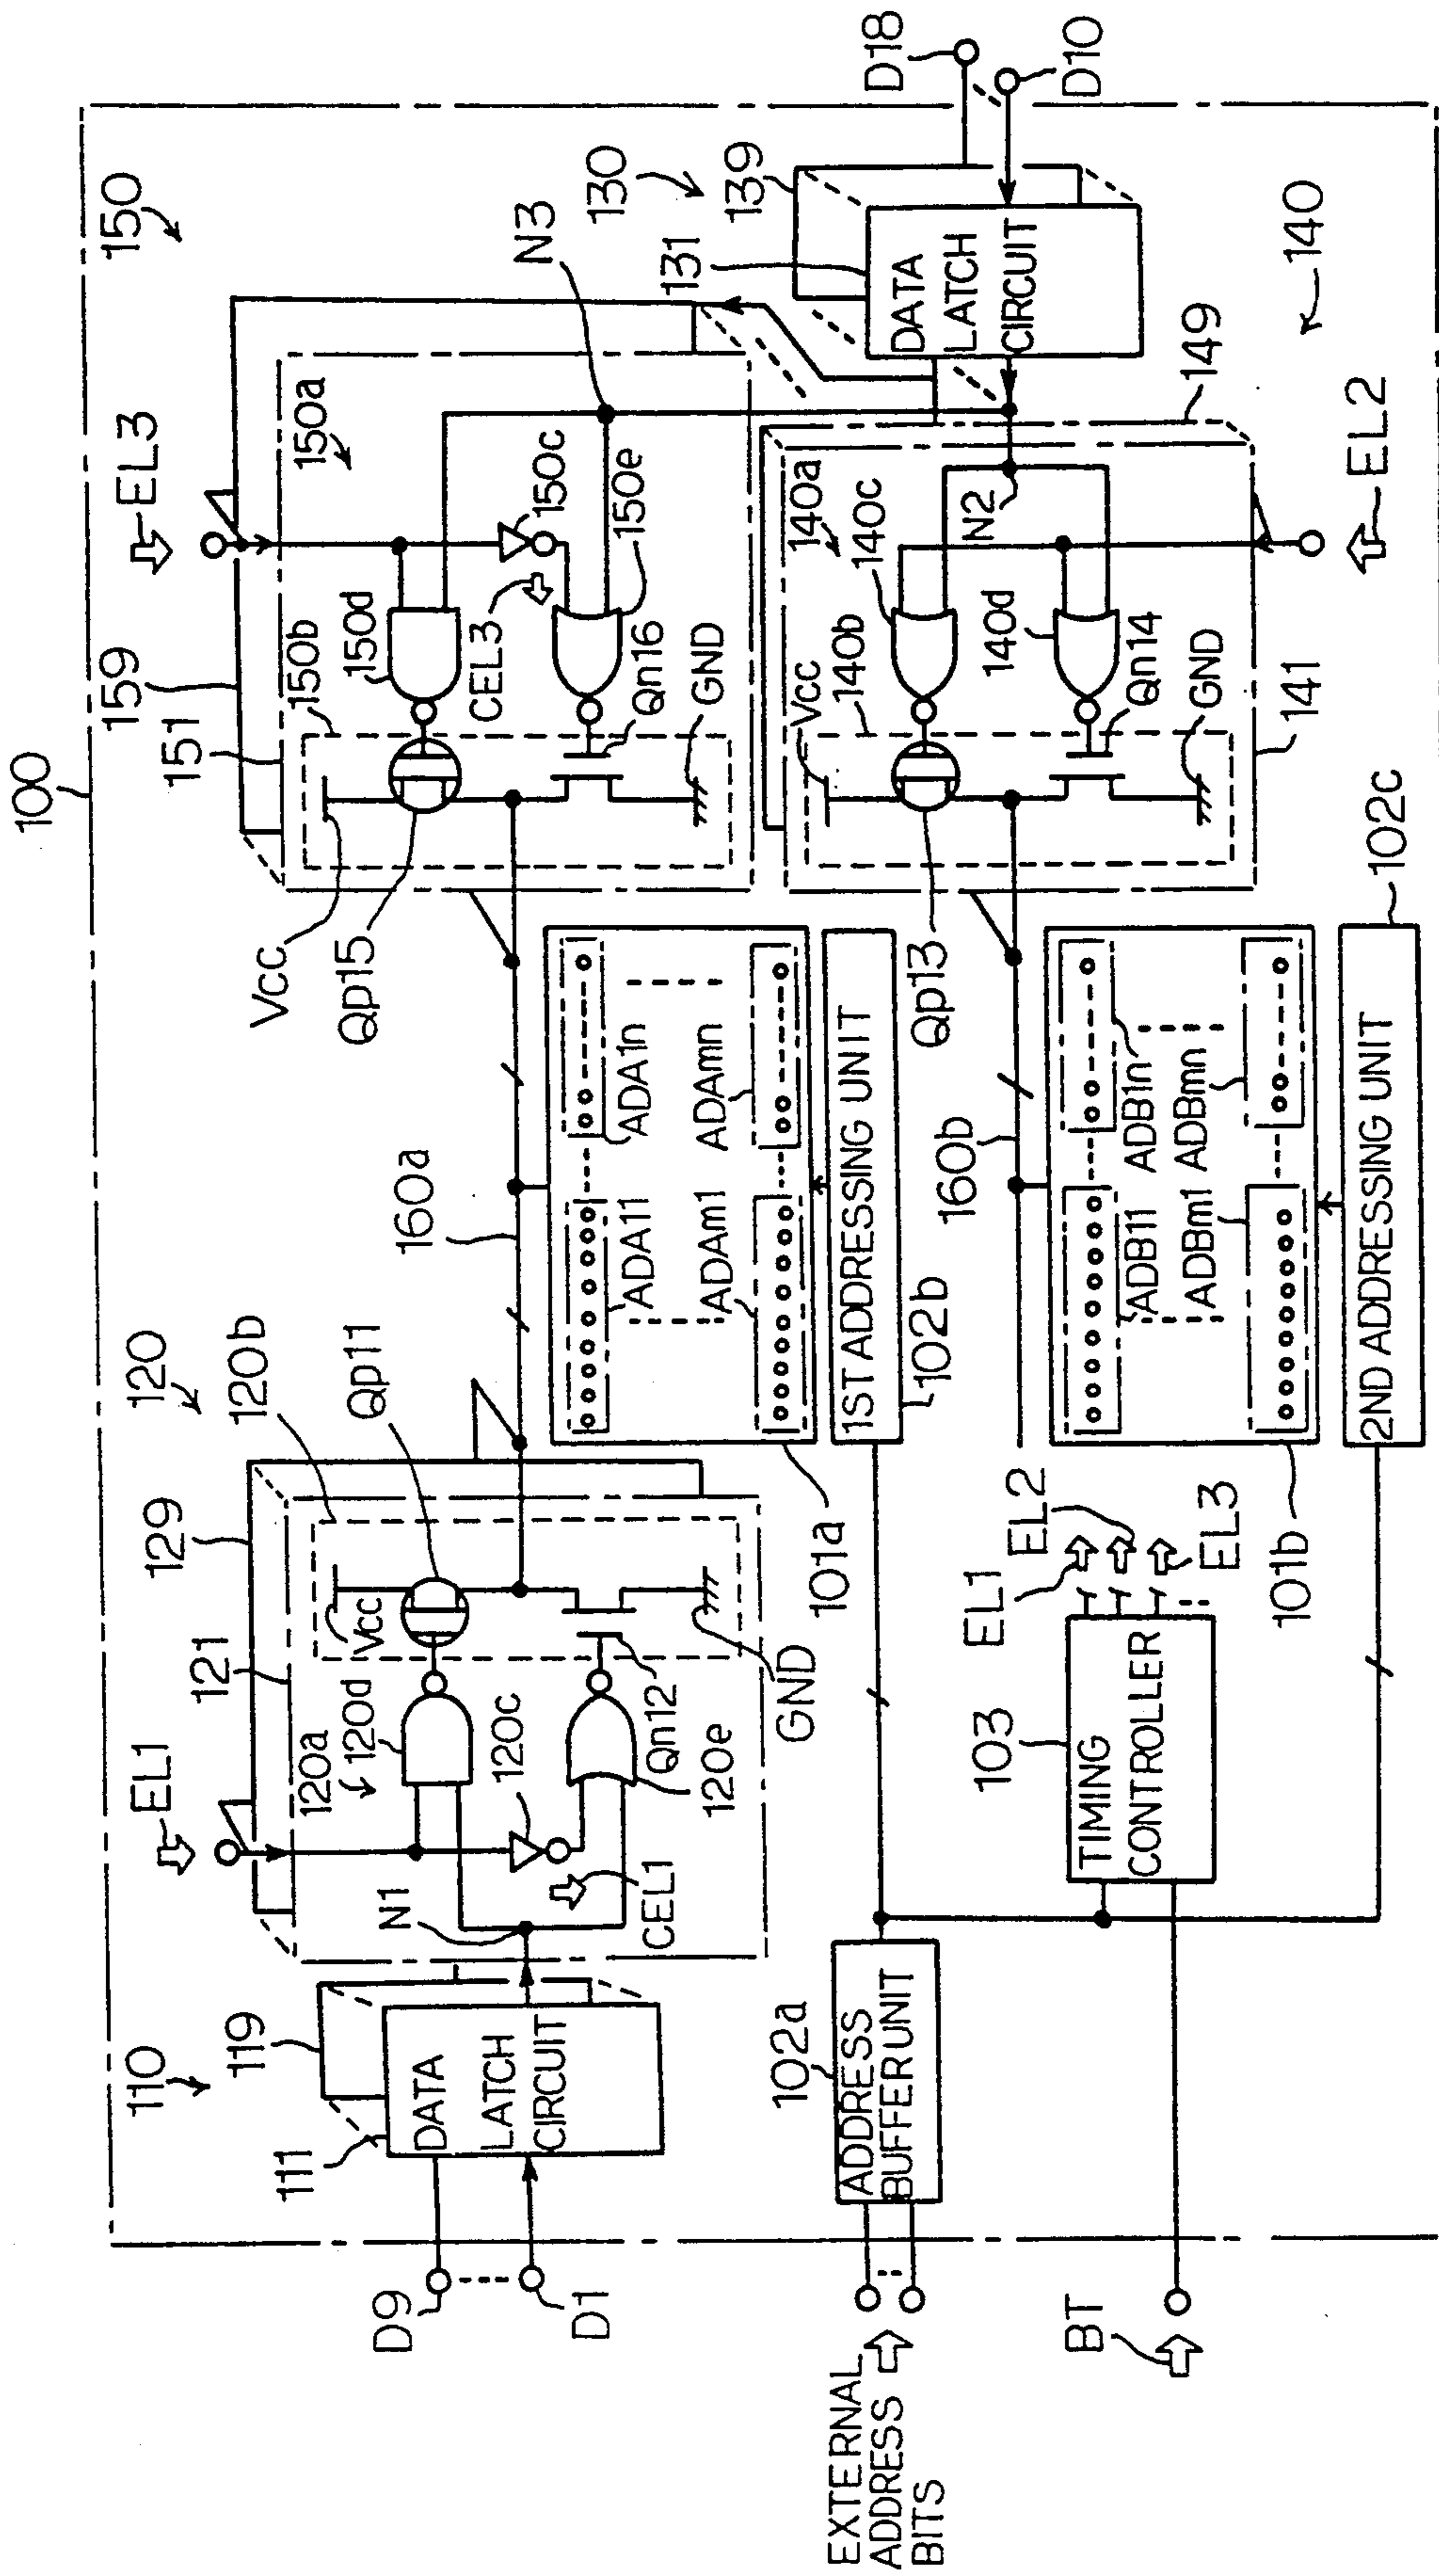 100
150
EL3
159
151
150a
150b
150d
150c
CEL3
150e
Qn16
GND
Vcc
Qp15
N3
130
139
131
DATA
LATCH
CIRCUIT
D18
D10
140
149
EL2
140a
140c
140b
140d
Vcc
N2
Qn14
GND
141
Qp13
120
120b
Qp11
129
121
EL1
120a
120d
120c
Vcc
Qn12
120e
GND
N1
CEL1
110
119
111
DATA
LATCH
CIRCUIT
D9
D1
160a
ADA11
ADA1n
ADAm1
ADAmn
1ST ADDRESSING UNIT
102b
101a
160b
ADB11
ADB1n
ADBm1
ADBmn
2ND ADDRESSING UNIT
102c
101b
EL1
EL2
EL3
103
TIMING
CONTROLLER
102a
ADDRESS
BUFFER UNIT
EXTERNAL
ADDRESS
BITS
BT